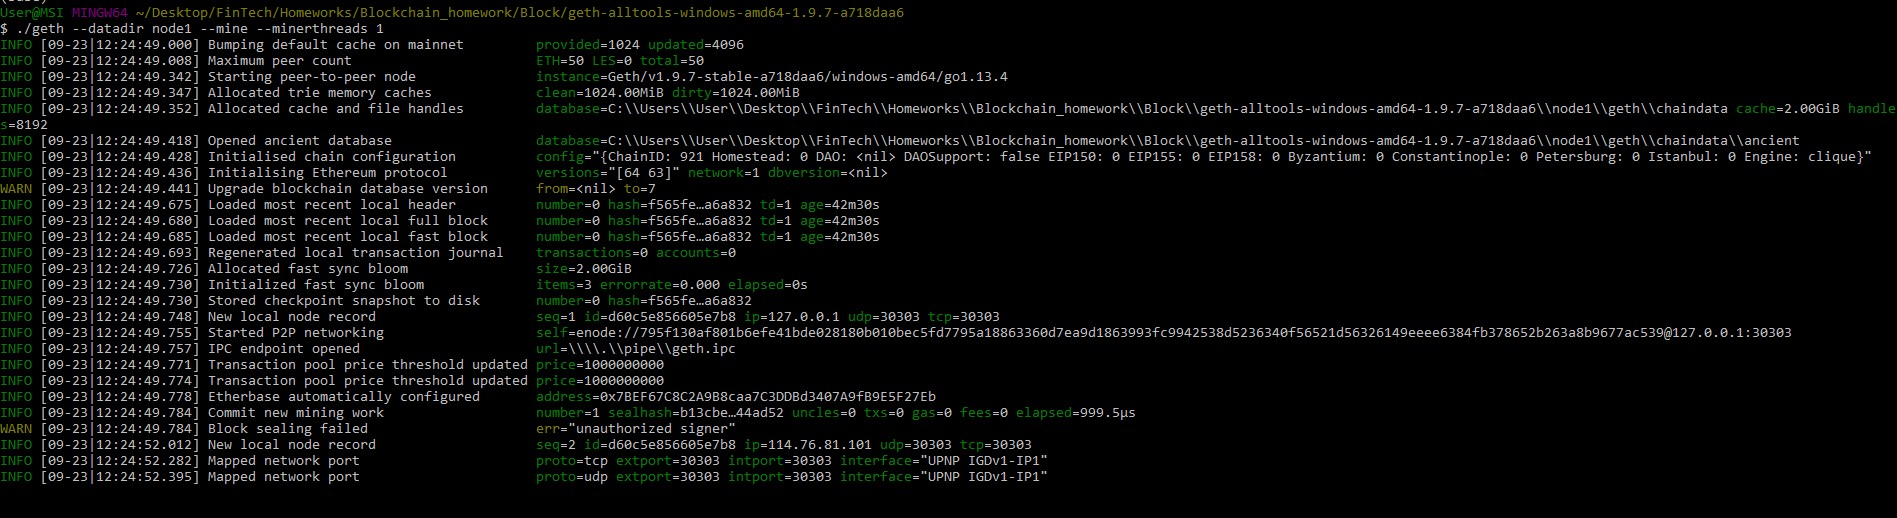 User@MSI MINGW64 ~/Desktop/FinTech/Homeworks/Blockchain_homework/Block/geth-alltools-windows-amd64-1.9.7-a718daa6
$ ./geth --datadir node1 --mine --minerthreads 1
INFO [09-23|12:24:49.000] Bumping default cache on mainnet provided=1024 updated=4096
INFO [09-23|12:24:49.008] Maximum peer count ETH=50 LES=0 total=50
INFO [09-23|12:24:49.342] Starting peer-to-peer node instance=Geth/v1.9.7-stable-a718daa6/windows-amd64/go1.13.4
INFO [09-23|12:24:49.347] Allocated trie memory caches clean=1024.00MiB dirty=1024.00MiB
INFO [09-23|12:24:49.352] Allocated cache and file handles database=C:\\Users\\User\\Desktop\\FinTech\\Homeworks\\Blockchain_homework\\Block\\geth-alltools-windows-amd64-1.9.7-a718daa6\\node1\\geth\\chaindata cache=2.00GiB handle
s=8192
INFO [09-23|12:24:49.418] Opened ancient database database=C:\\Users\\User\\Desktop\\FinTech\\Homeworks\\Blockchain_homework\\Block\\geth-alltools-windows-amd64-1.9.7-a718daa6\\node1\\geth\\chaindata\\ancient
INFO [09-23|12:24:49.428] Initialised chain configuration config="{ChainID: 921 Homestead: 0 DAO: <nil> DAOSupport: false EIP150: 0 EIP155: 0 EIP158: 0 Byzantium: 0 Constantinople: 0 Petersburg: 0 Istanbul: 0 Engine: clique}"
INFO [09-23|12:24:49.436] Initialising Ethereum protocol versions="[64 63]" network=1 dbversion=<nil>
WARN [09-23|12:24:49.441] Upgrade blockchain database version from=<nil> to=7
INFO [09-23|12:24:49.675] Loaded most recent local header number=0 hash=f565fe…a6a832 td=1 age=42m30s
INFO [09-23|12:24:49.680] Loaded most recent local full block number=0 hash=f565fe…a6a832 td=1 age=42m30s
INFO [09-23|12:24:49.685] Loaded most recent local fast block number=0 hash=f565fe…a6a832 td=1 age=42m30s
INFO [09-23|12:24:49.693] Regenerated local transaction journal transactions=0 accounts=0
INFO [09-23|12:24:49.726] Allocated fast sync bloom size=2.00GiB
INFO [09-23|12:24:49.730] Initialized fast sync bloom items=3 errorrate=0.000 elapsed=0s
INFO [09-23|12:24:49.730] Stored checkpoint snapshot to disk number=0 hash=f565fe…a6a832
INFO [09-23|12:24:49.748] New local node record seq=1 id=d60c5e856605e7b8 ip=127.0.0.1 udp=30303 tcp=30303
INFO [09-23|12:24:49.755] Started P2P networking self=enode://795f130af801b6efe41bde028180b010bec5fd7795a18863360d7ea9d1863993fc9942538d5236340f56521d56326149eeee6384fb378652b263a8b9677ac539@127.0.0.1:30303
INFO [09-23|12:24:49.757] IPC endpoint opened url=\\\\.\\pipe\\geth.ipc
INFO [09-23|12:24:49.771] Transaction pool price threshold updated price=1000000000
INFO [09-23|12:24:49.774] Transaction pool price threshold updated price=1000000000
INFO [09-23|12:24:49.778] Etherbase automatically configured address=0x7BEF67C8C2A9B8caa7C3DDBd3407A9fB9E5F27Eb
INFO [09-23|12:24:49.784] Commit new mining work number=1 sealhash=b13cbe…44ad52 uncles=0 txs=0 gas=0 fees=0 elapsed=999.5µs
WARN [09-23|12:24:49.784] Block sealing failed err="unauthorized signer"
INFO [09-23|12:24:52.012] New local node record seq=2 id=d60c5e856605e7b8 ip=114.76.81.101 udp=30303 tcp=30303
INFO [09-23|12:24:52.282] Mapped network port proto=tcp extport=30303 intport=30303 interface="UPNP IGDv1-IP1"
INFO [09-23|12:24:52.395] Mapped network port proto=udp extport=30303 intport=30303 interface="UPNP IGDv1-IP1"